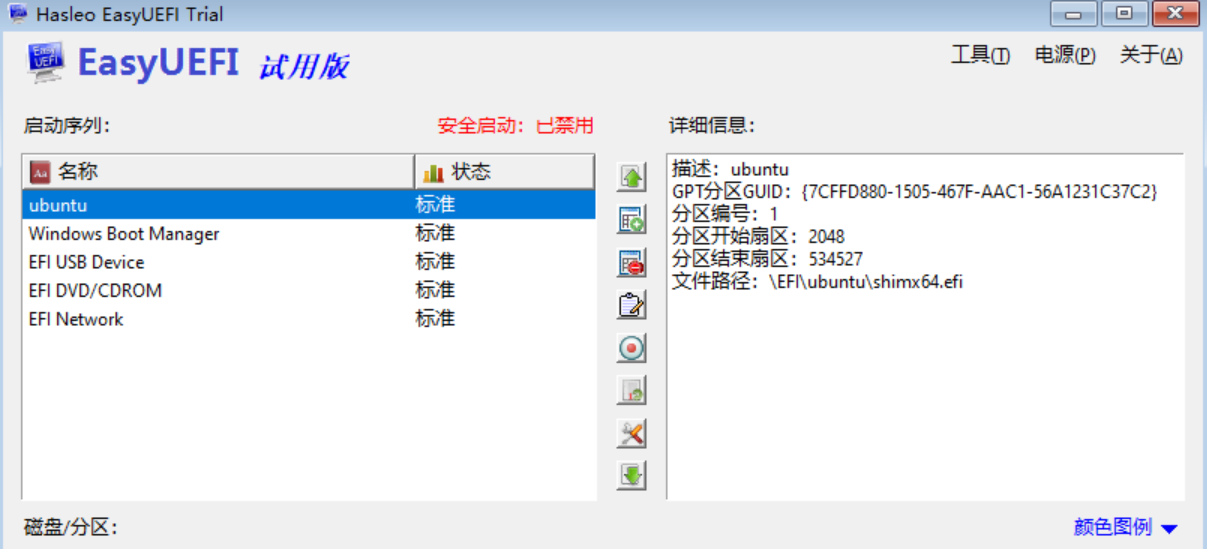 Hasleo EasyUEFI Trial
EasyUEFI 试用版
工具(T) 电源(P) 关于(A)
启动序列: 安全启动: 已禁用 详细信息:
名称 状态
ubuntu 标准
Windows Boot Manager 标准
EFI USB Device 标准
EFI DVD/CDROM 标准
EFI Network 标准
描述: ubuntu
GPT分区GUID: {7CFFD880-1505-467F-AAC1-56A1231C37C2}
分区编号: 1
分区开始扇区: 2048
分区结束扇区: 534527
文件路径: \EFI\ubuntu\shimx64.efi
磁盘/分区: 颜色图例